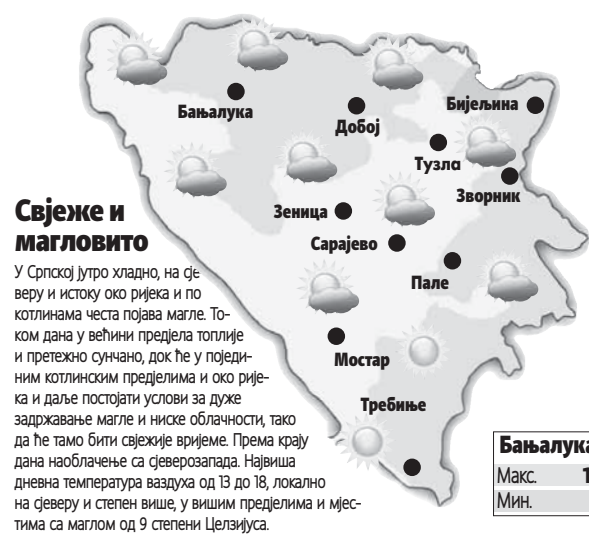 Бањалука
Добој
Бијељина
Тузла
Зворник
Зеница
Сарајево
Пале
Мостар
Требиње
Свјеже и
магловито
У Српској јутро хладно, на сје
веру и истоку око ријека и по
котлинама честа појава магле. То-
ком дана у већини предјела топлије
и претежно сунчано, док ће у поједи-
ним котлинским предјелима и око рије-
ка и даље постојати услови за дуже
задржавање магле и ниске облачности, тако
да ће тамо бити свјежије вријеме. Према крају
дана наоблачење са сјеверозапада. Највиша
дневна температура ваздуха од 13 до 18, локално
на сјеверу и степен више, у вишим предјелима и мјес-
тима са маглом од 9 степени Целзијуса.
Бањалука
Макс. 1
Мин.